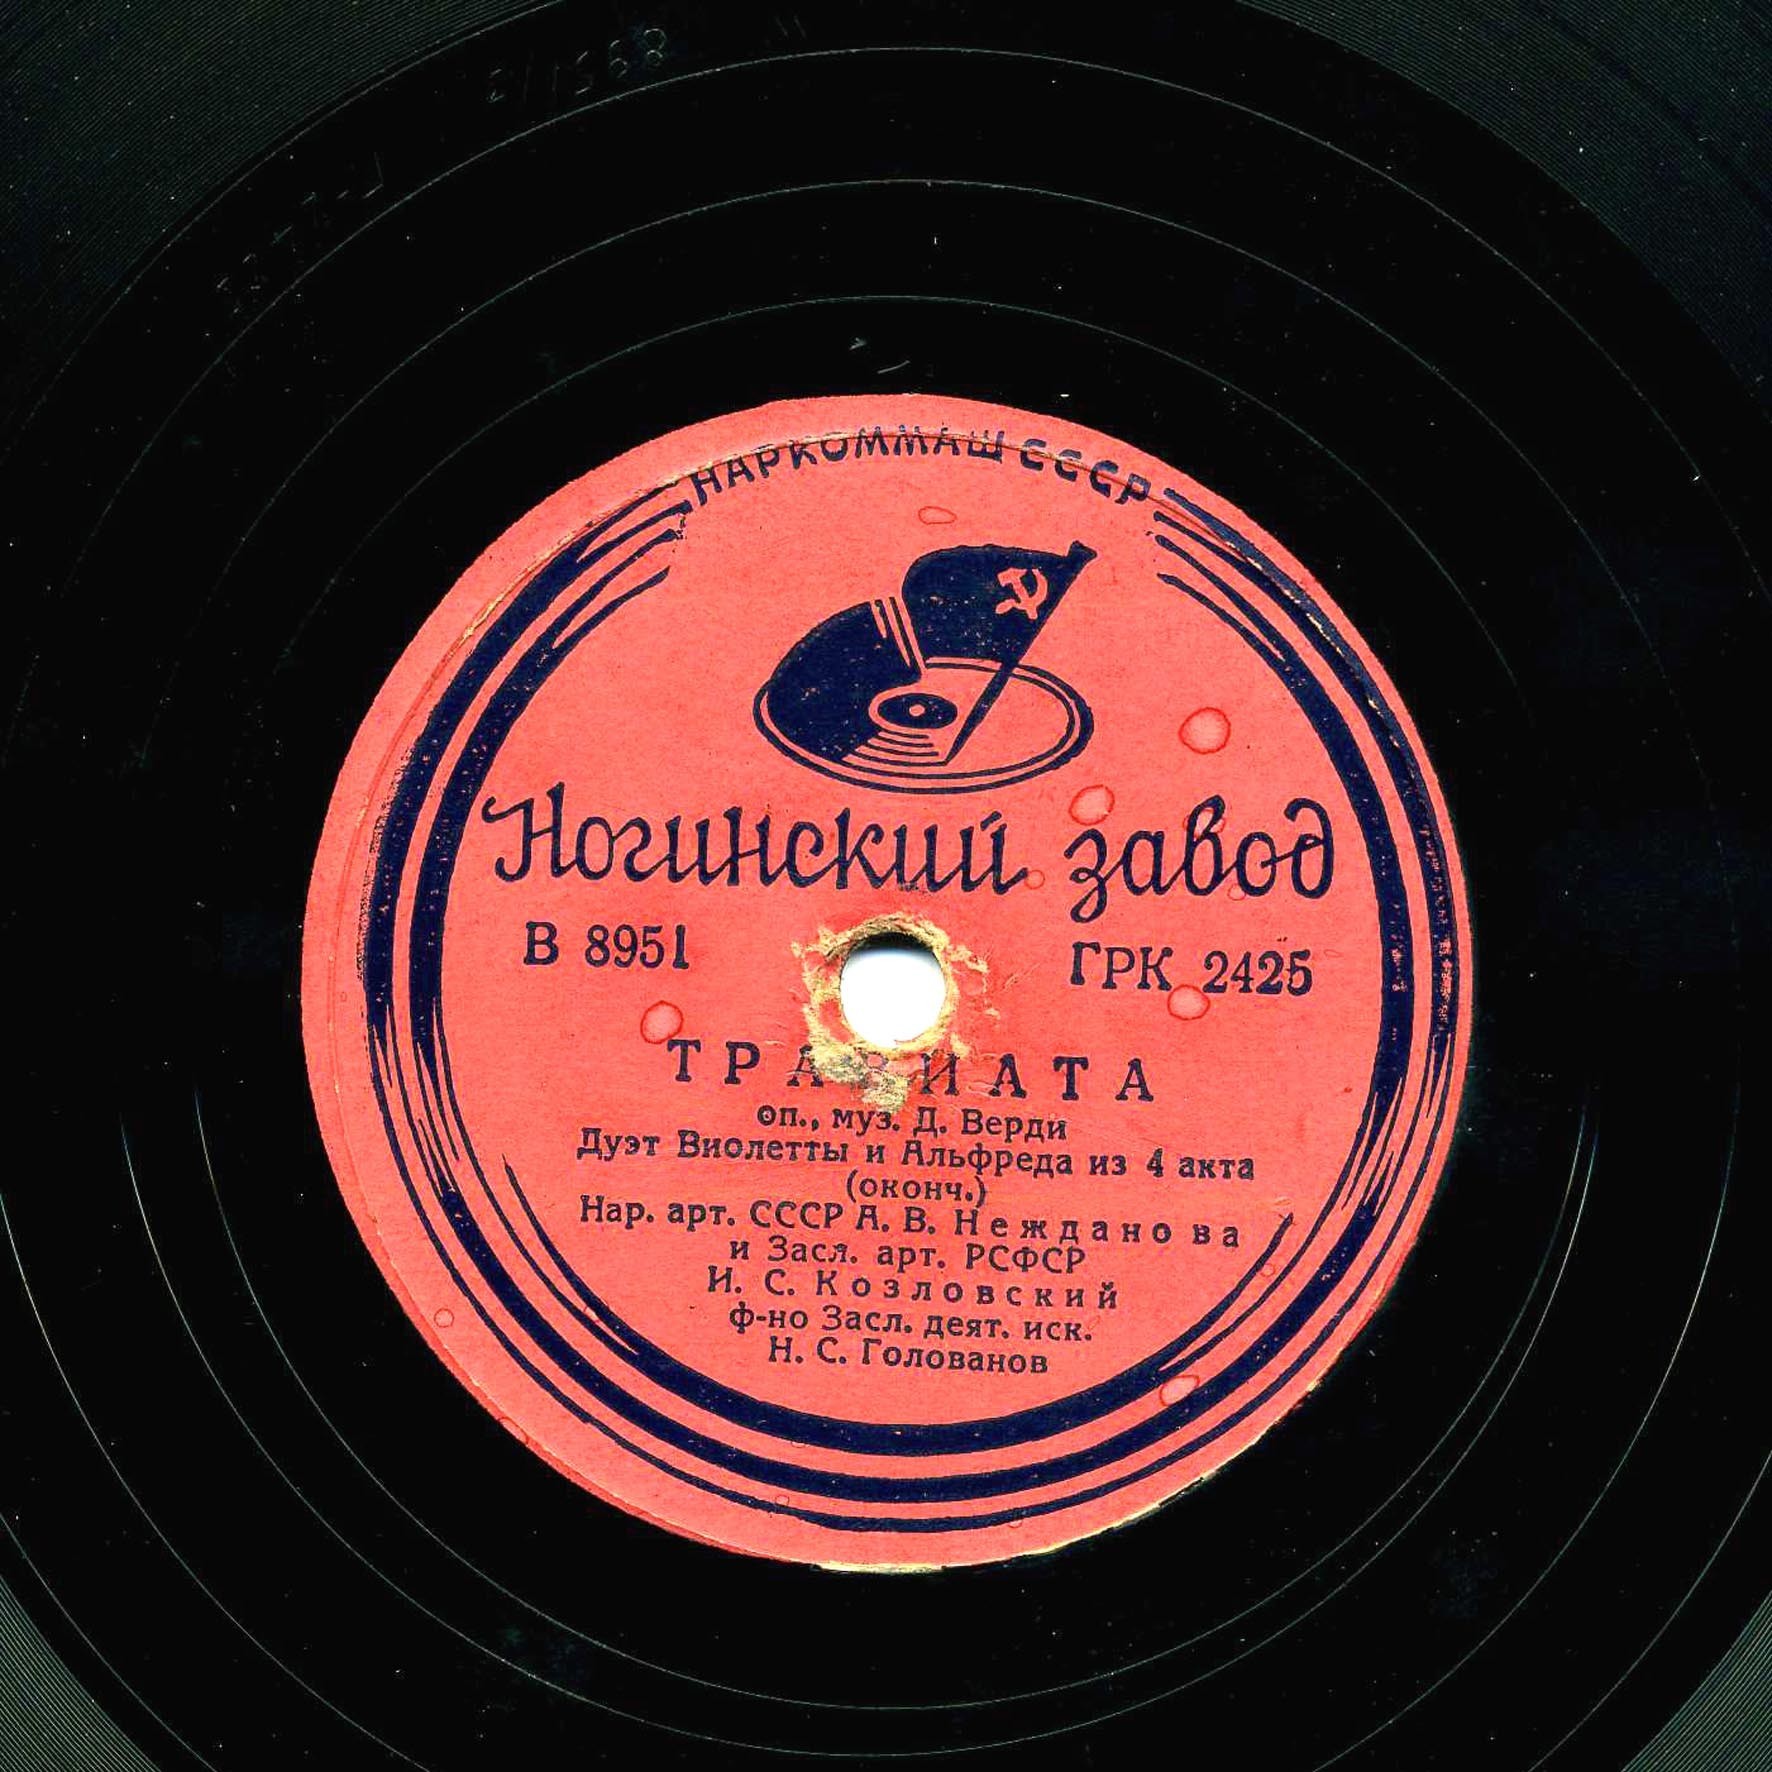 НАРКОММАШ СССР
Ногинский завод
В 8951 ГРК 2425
ТРАВИАТА
оп., муз. Д. Верди
Дуэт Виолетты и Альфреда из 4 акта
(оконч.)
Нар. арт. СССР А. В. Нежданова
и Засл. арт. РСФСР
И. С. Козловский
ф-но Засл. деят. иск.
Н. С. Голованов